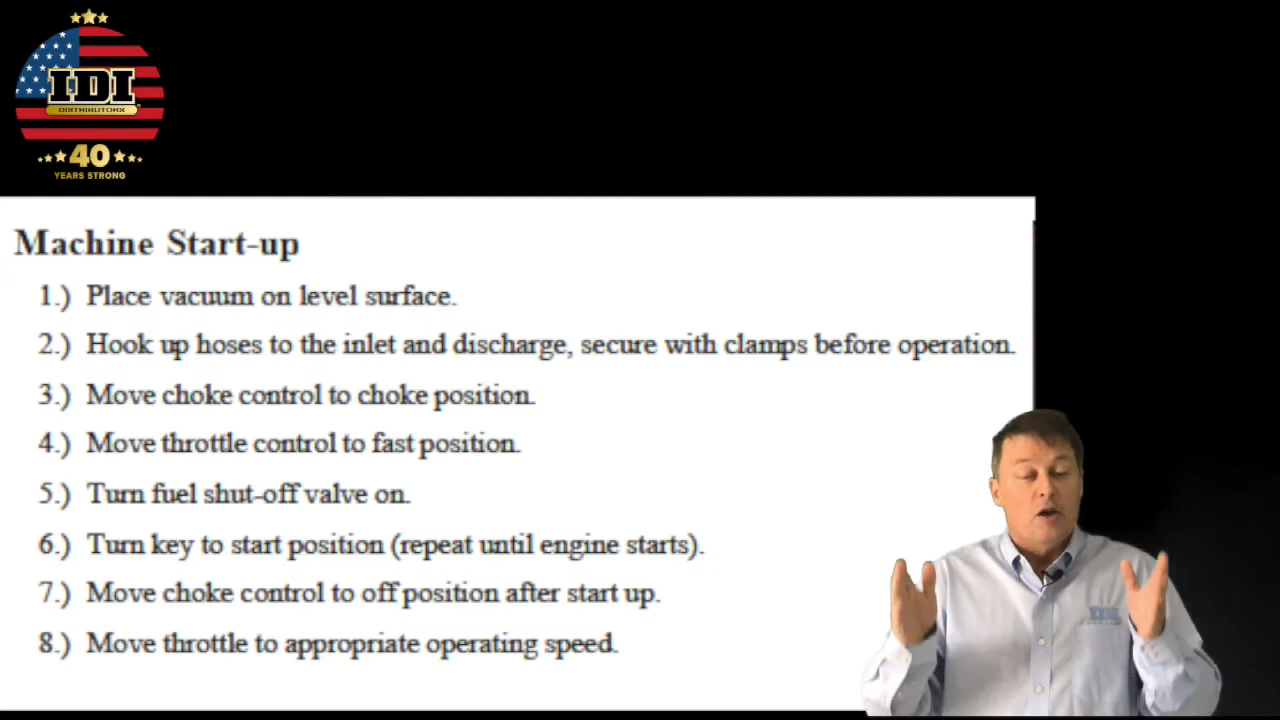 IDI
DISTRIBUTORS
40
YEARS STRONG
Machine Start-up
1.) Place vacuum on level surface.
2.) Hook up hoses to the inlet and discharge, secure with clamps before operation.
3.) Move choke control to choke position.
4.) Move throttle control to fast position.
5.) Turn fuel shut-off valve on.
6.) Turn key to start position (repeat until engine starts).
7.) Move choke control to off position after start up.
8.) Move throttle to appropriate operating speed.
IDI